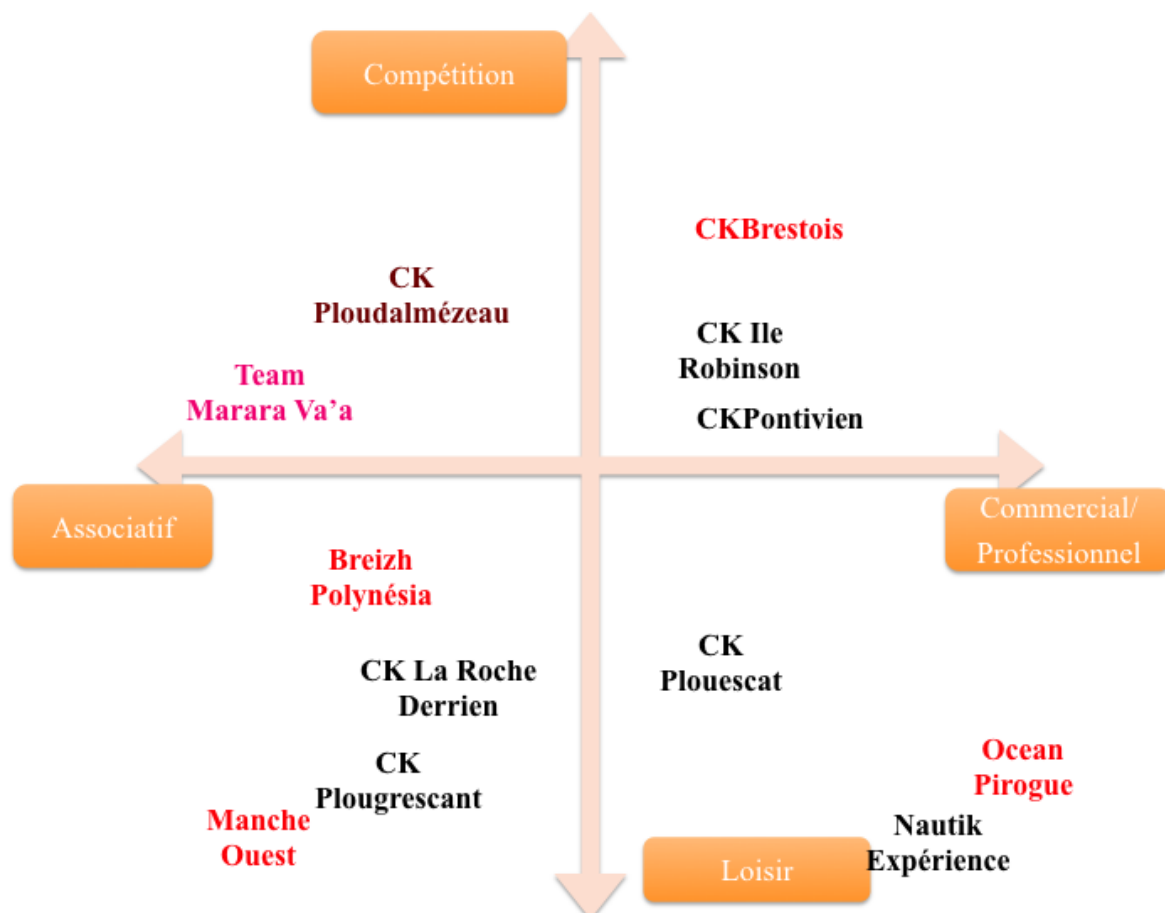 Compétition
CKBrestois
CK
Ploudalmézeau
CK Ile
Robinson
Team
Marara Va’a
CKPontivien
Associatif
Commercial/
Professionnel
Breizh
Polynésia
CK La Roche
Derrien
CK
Plouescat
CK
Plougrescant
Ocean
Pirogue
Manche
Ouest
Nautik
Expérience
Loisir